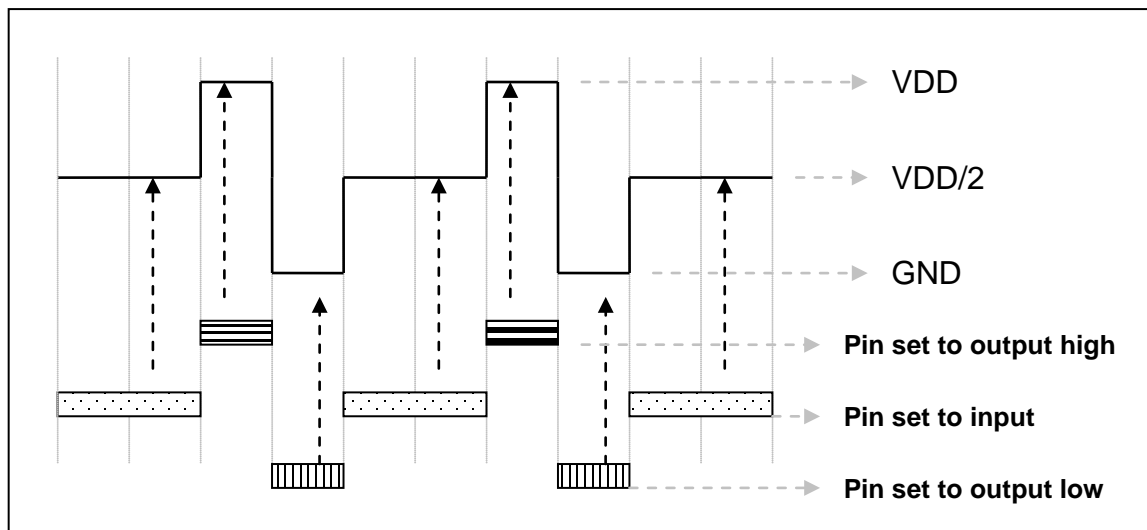 VDD
VDD/2
GND
Pin set to output high
Pin set to input
Pin set to output low